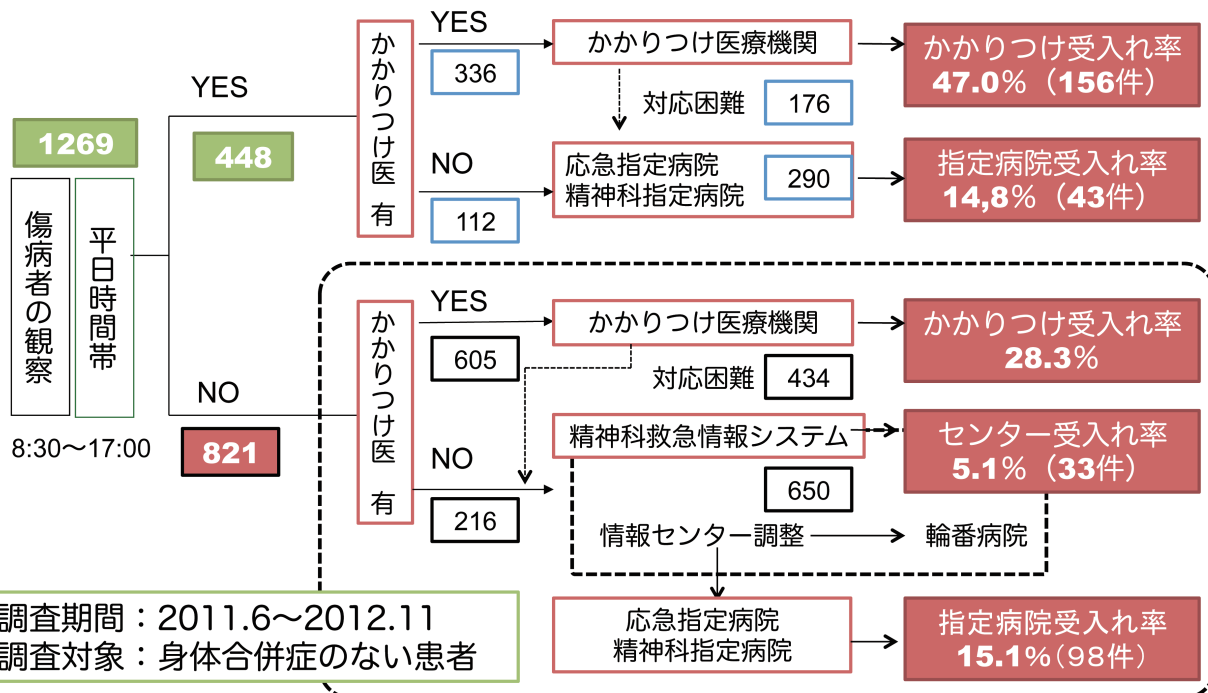 1269
傷病者の観察
平日時間帯
8:30〜17:00
YES
448
NO
821
かかりつけ医 有
YES
336
かかりつけ医療機関
かかりつけ受入れ率
47.0%（156件）
対応困難
176
NO
112
応急指定病院
精神科指定病院
290
指定病院受入れ率
14,8%（43件）
かかりつけ医 有
YES
605
かかりつけ医療機関
かかりつけ受入れ率
28.3%
対応困難
434
NO
216
精神科救急情報システム
650
センター受入れ率
5.1%（33件）
情報センター調整
輪番病院
応急指定病院
精神科指定病院
指定病院受入れ率
15.1%（98件）
調査期間：2011.6〜2012.11
調査対象：身体合併症のない患者